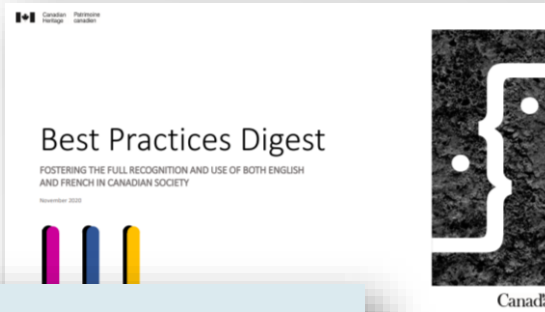 Canadian Heritage
Patrimoine canadien
Best Practices Digest
FOSTERING THE FULL RECOGNITION AND USE OF BOTH ENGLISH
AND FRENCH IN CANADIAN SOCIETY
November 2020
Canada